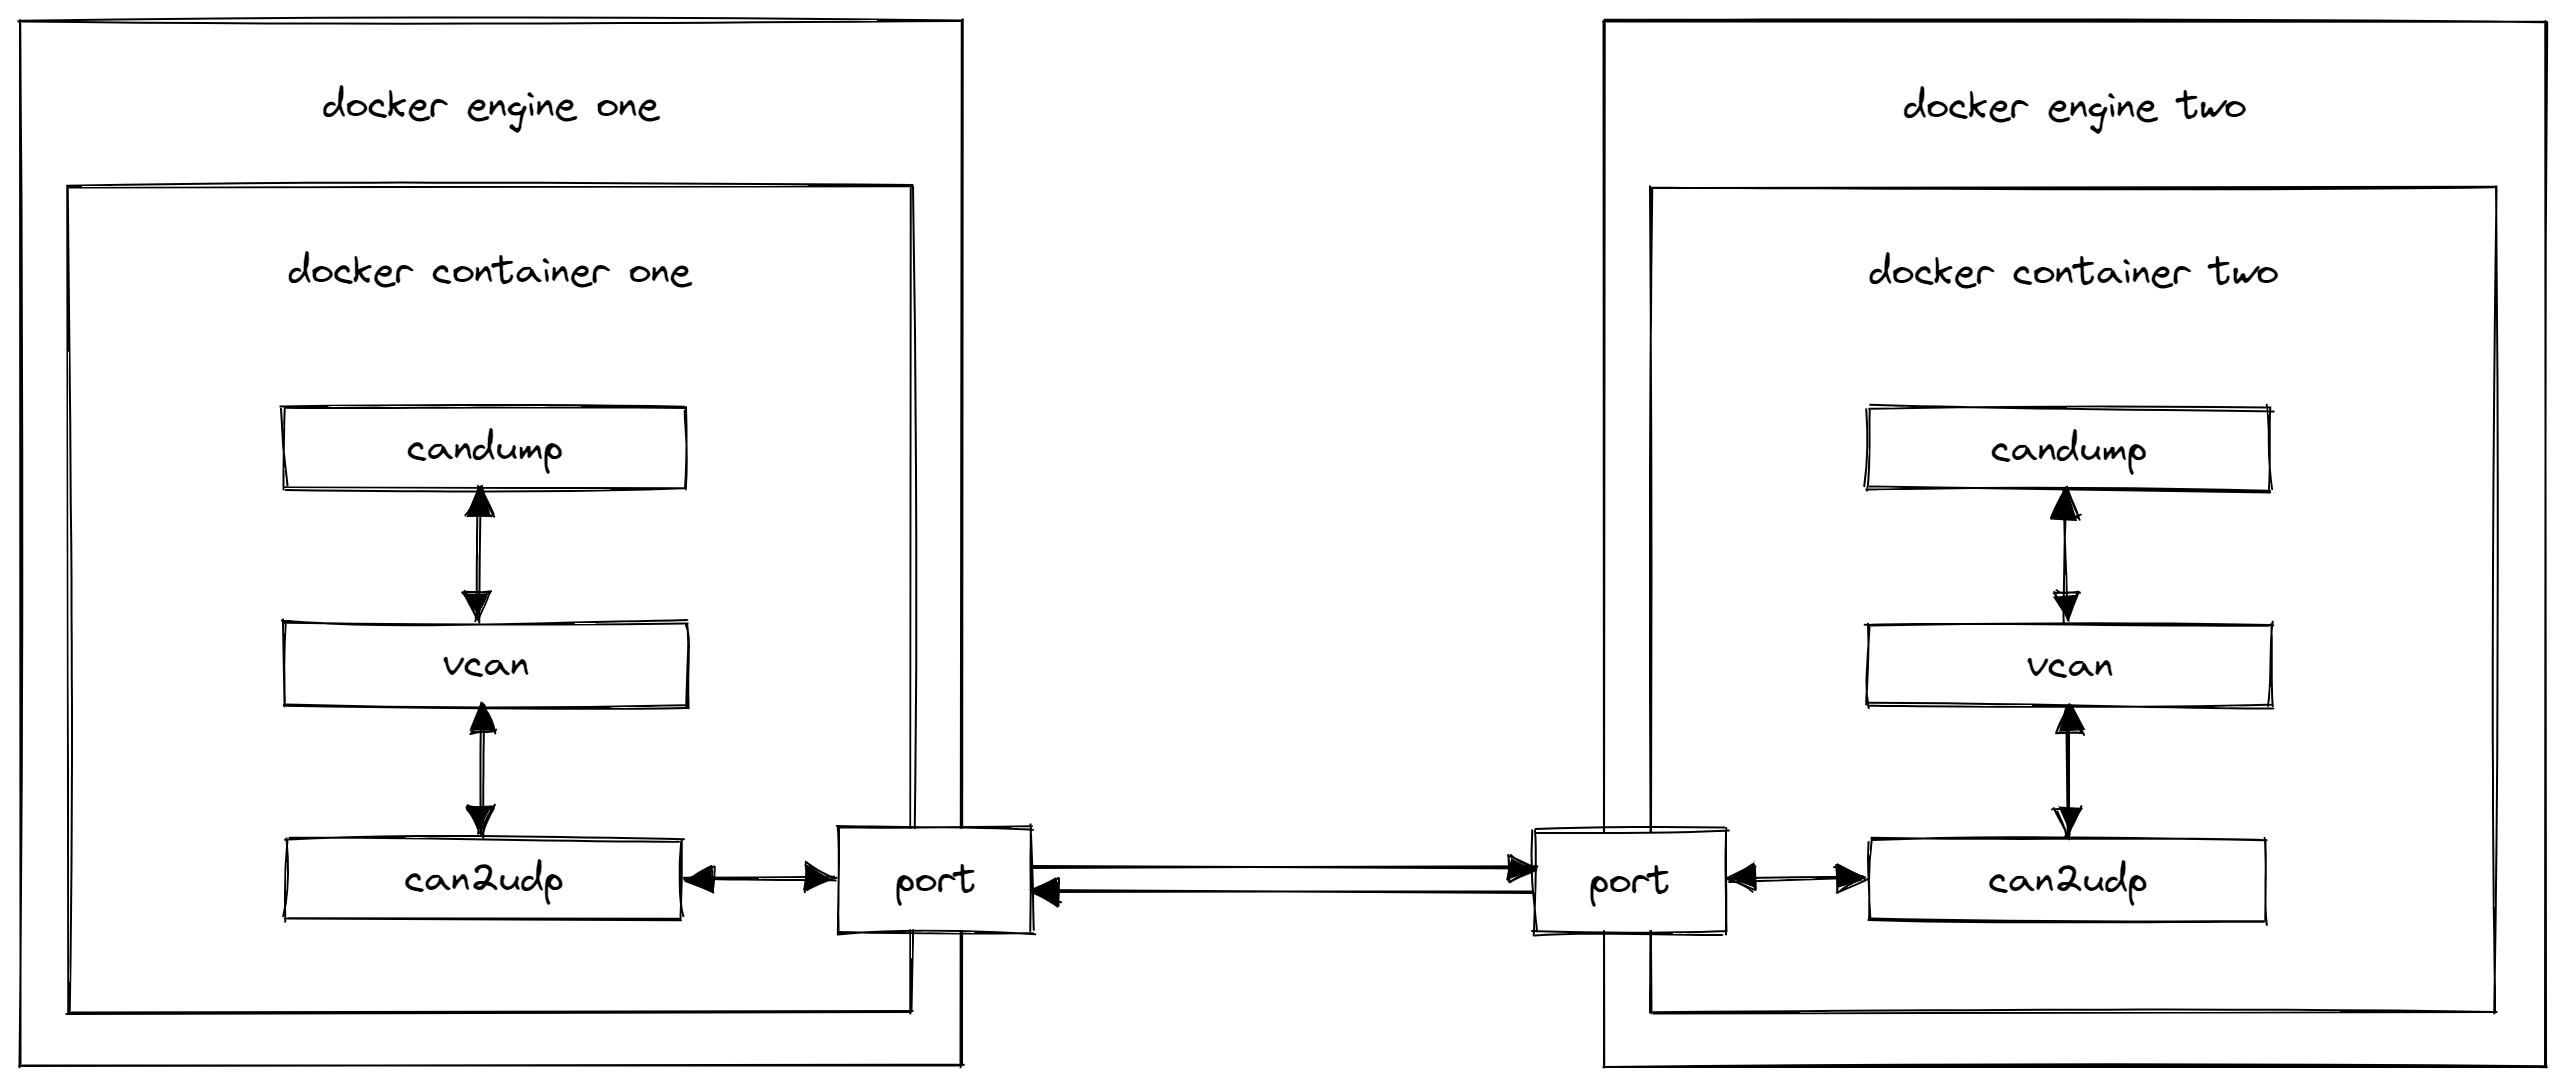 docker engine one
docker container one
candump
vcan
can2udp
port
docker engine two
docker container two
candump
vcan
port
can2udp